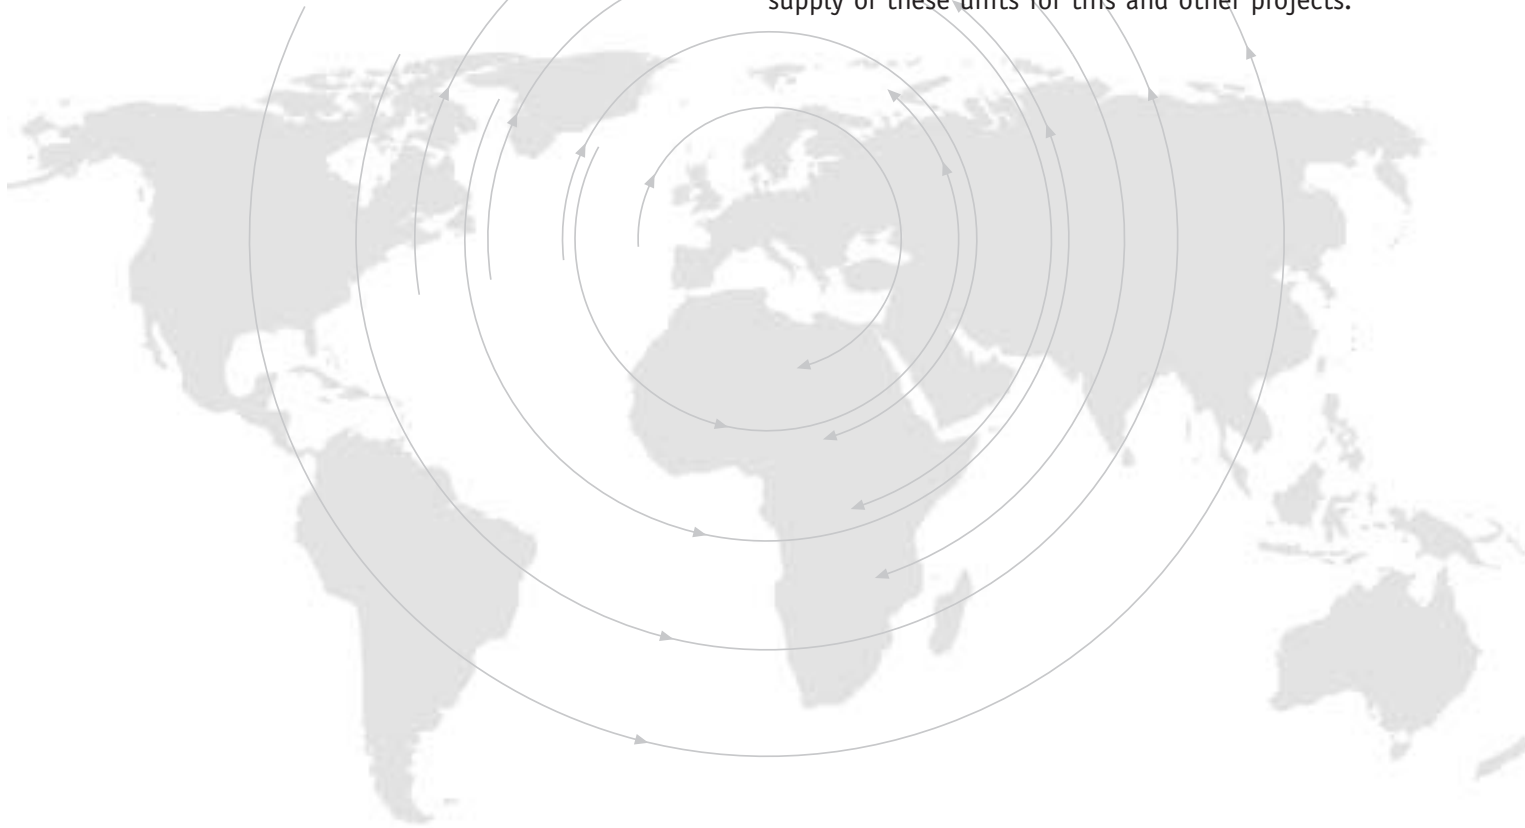 supply of these units for this and other projects.